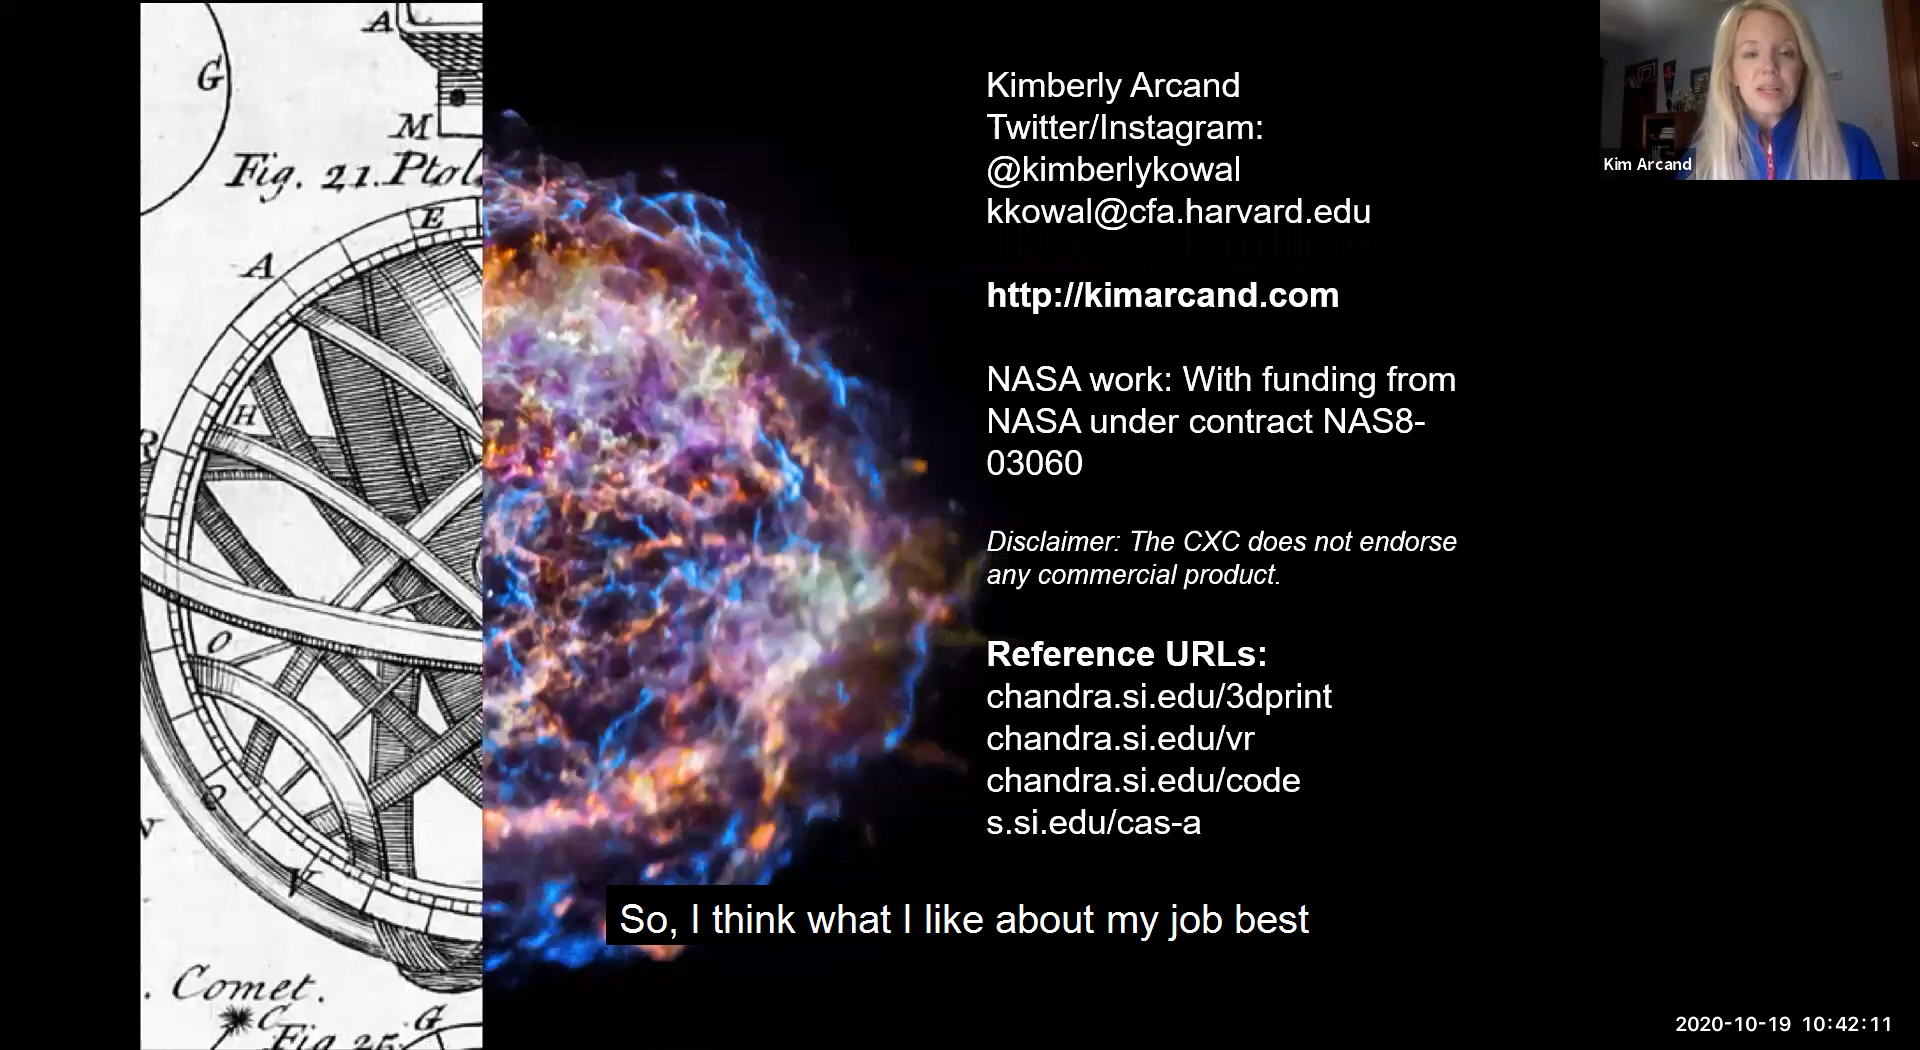 A
G
M
Fig. 21. Ptol
E
A
H
R
O
V
Comet.
C
G
Fig. 25.
Kimberly Arcand
Twitter/Instagram:
@kimberlykowal
kkowal@cfa.harvard.edu
http://kimarcand.com
NASA work: With funding from
NASA under contract NAS8-
03060
Disclaimer: The CXC does not endorse
any commercial product.
Reference URLs:
chandra.si.edu/3dprint
chandra.si.edu/vr
chandra.si.edu/code
s.si.edu/cas-a
So, I think what I like about my job best
Kim Arcand
2020-10-19 10:42:11